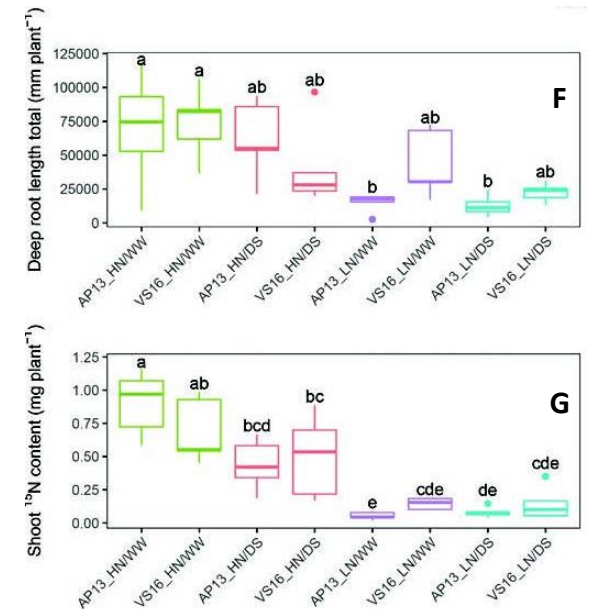 Deep root length total (mm plant⁻¹)
125000
100000
75000
50000
25000
0
a
a
ab
ab
b
ab
b
ab
F
AP13_HN/WW
VS16_HN/WW
AP13_HN/DS
VS16_HN/DS
AP13_LN/WW
VS16_LN/WW
AP13_LN/DS
VS16_LN/DS
Shoot ¹⁵N content (mg plant⁻¹)
1.25
1.00
0.75
0.50
0.25
0.00
a
ab
bcd
bc
e
cde
de
cde
G
AP13_HN/WW
VS16_HN/WW
AP13_HN/DS
VS16_HN/DS
AP13_LN/WW
VS16_LN/WW
AP13_LN/DS
VS16_LN/DS